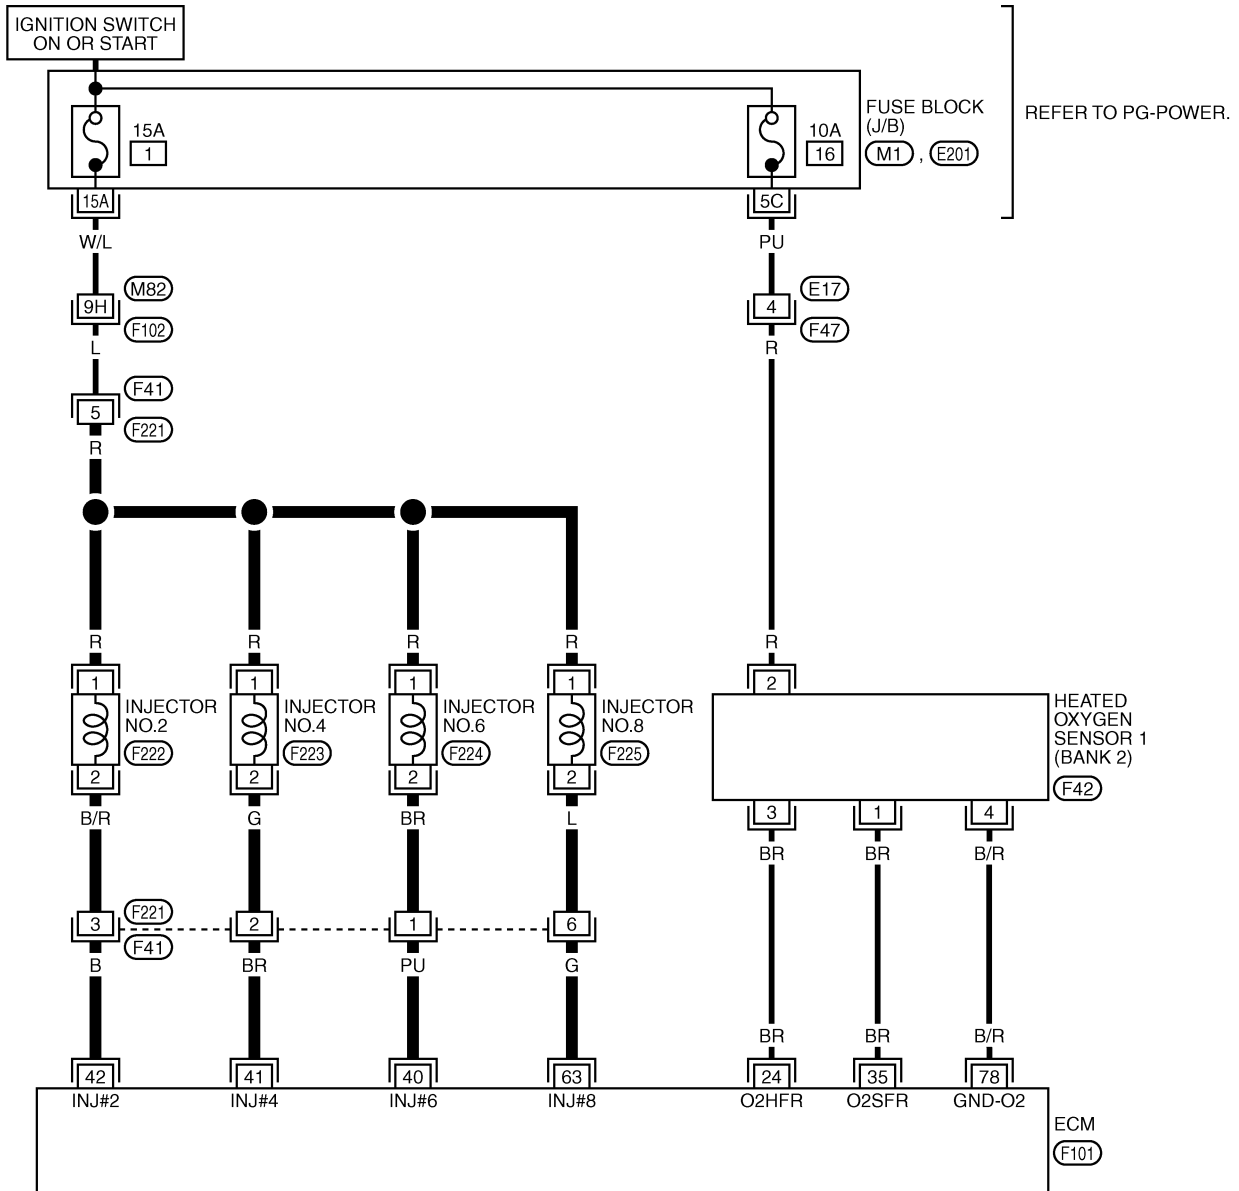 IGNITION SWITCH
ON OR START
FUSE BLOCK
(J/B)
REFER TO PG-POWER.
15A
1
10A
16
M1 , E201
15A
5C
W/L
PU
M82
E17
9H
4
F102
F47
L
R
F41
5
F221
R
R
R
R
R
R
1
1
1
1
2
INJECTOR
NO.2
F222
INJECTOR
NO.4
F223
INJECTOR
NO.6
F224
INJECTOR
NO.8
F225
HEATED
OXYGEN
SENSOR 1
(BANK 2)
F42
2
2
2
2
3
1
4
B/R
G
BR
L
BR
BR
B/R
F221
3
2
1
6
F41
B
BR
PU
G
BR
BR
B/R
42
41
40
63
24
35
78
INJ#2
INJ#4
INJ#6
INJ#8
O2HFR
O2SFR
GND-O2
ECM
F101